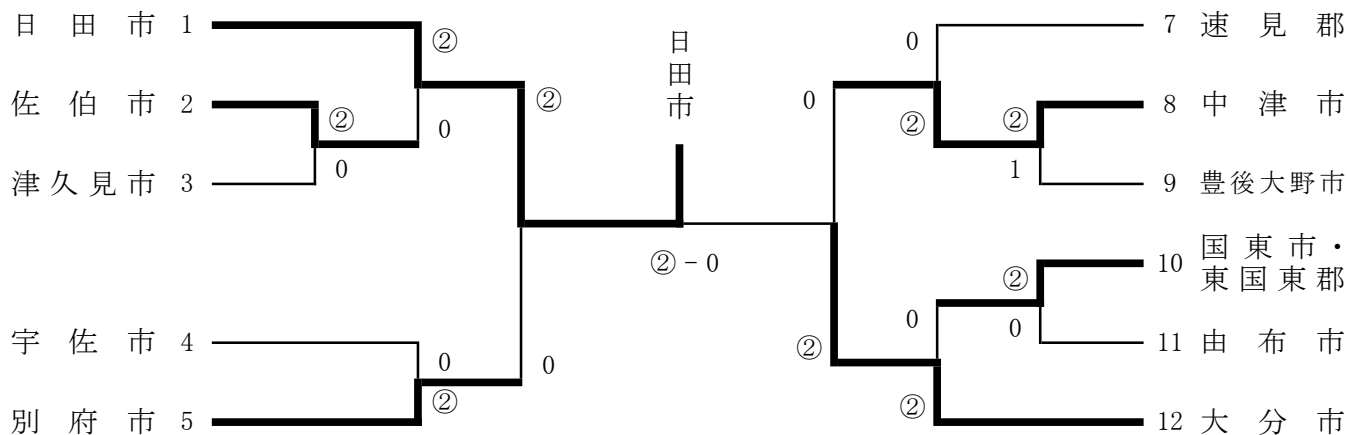 日田市 1
佐伯市 2
津久見市 3
宇佐市 4
別府市 5
②
②
0
0
②
0
②
0
日田市
②-0
0
②
0
②
②
1
②
0
0
②
7 速見郡
8 中津市
9 豊後大野市
10 国東市・
東国東郡
11 由布市
12 大分市